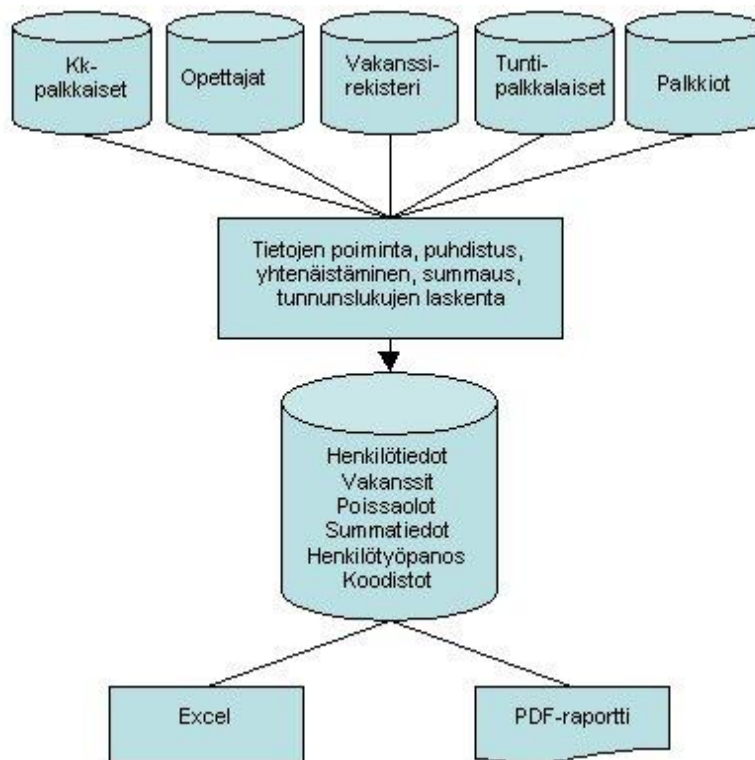 Kk-
palkkaiset
Opettajat
Vakanssi-
rekisteri
Tunti-
palkkalaiset
Palkkiot
Tietojen poiminta, puhdistus,
yhtenäistäminen, summaus,
tunnunslukujen laskenta
Henkilötiedot
Vakanssit
Poissaolot
Summatiedot
Henkilötyöpanos
Koodistot
Excel
PDF-raportti